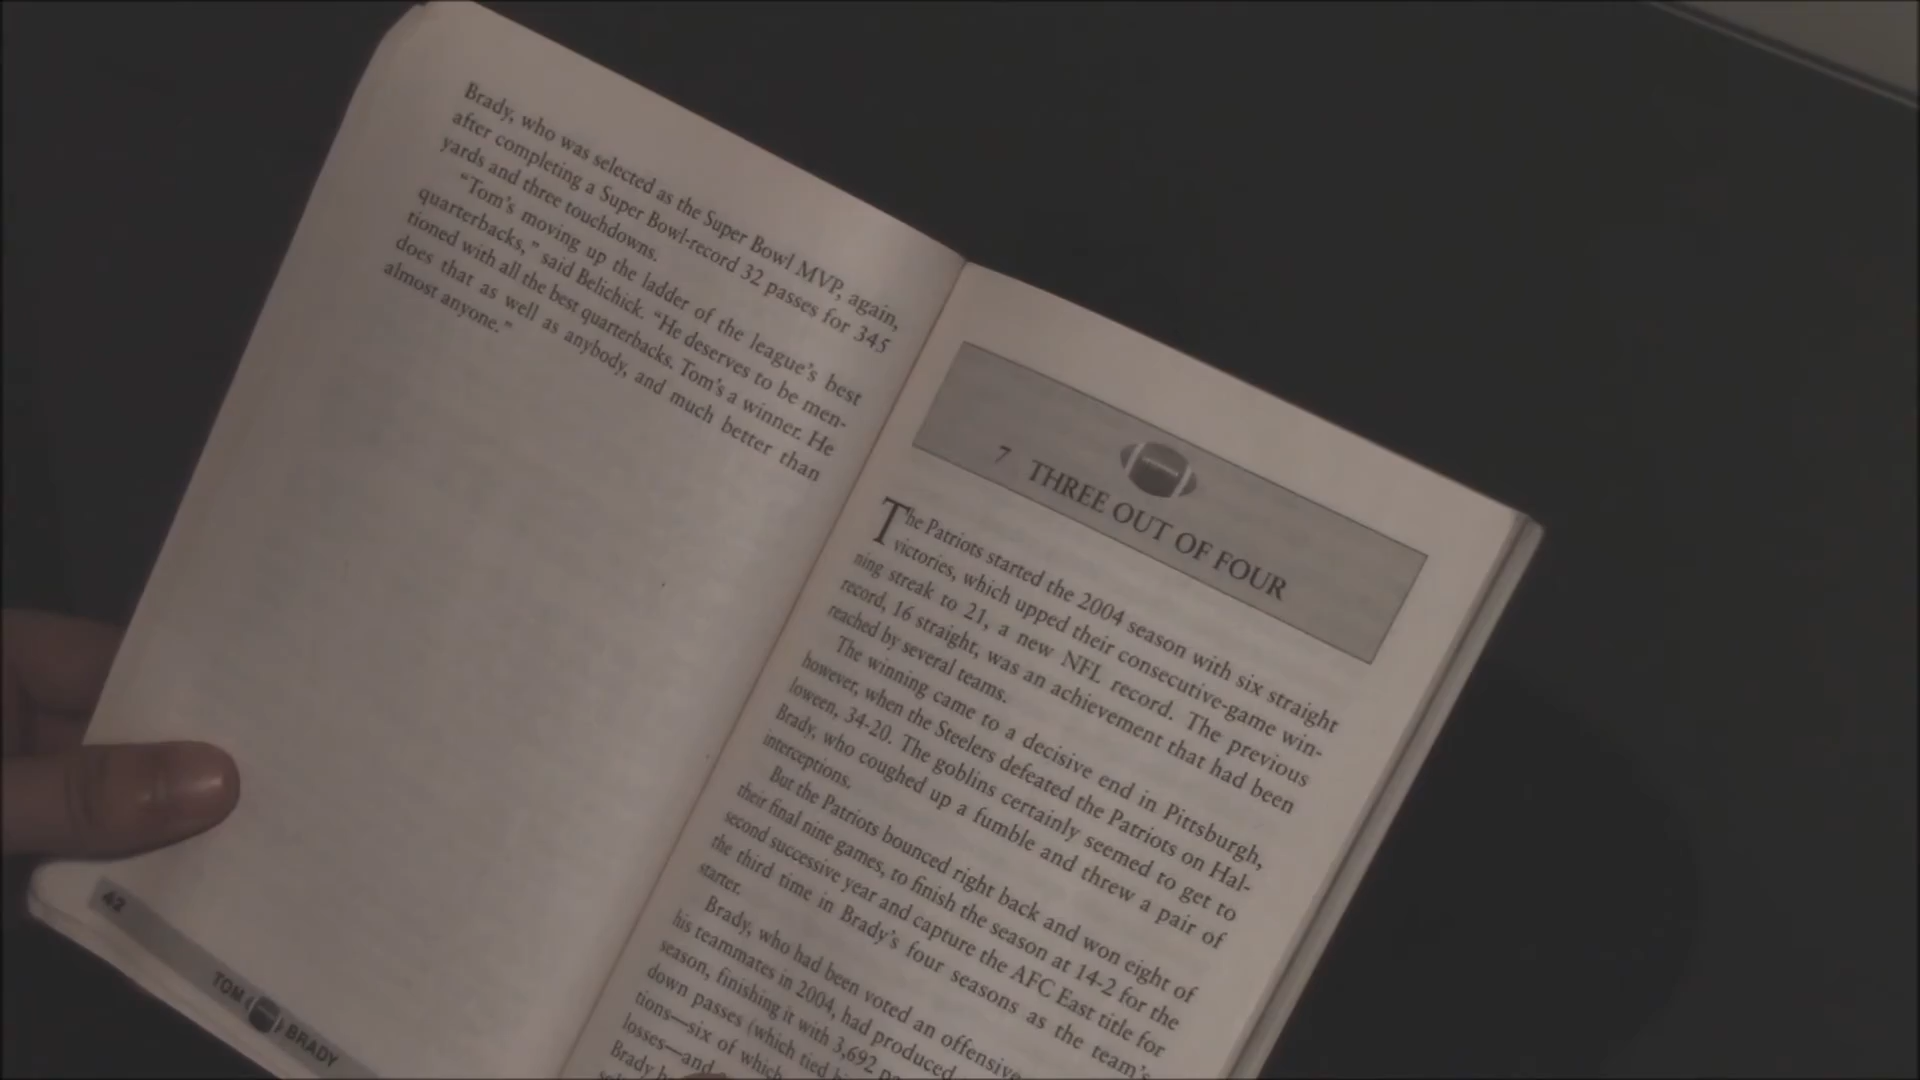 Brady, who was selected as the Super Bowl MVP, again,
after completing a Super Bowl-record 32 passes for 345
yards and three touchdowns.
“Tom’s moving up the ladder of the league’s best
quarterbacks,” said Belichick. “He deserves to be men-
tioned with all the best quarterbacks. Tom’s a winner. He
does that as well as anybody, and much better than
almost anyone.”
42
TOM BRADY
7 THREE OUT OF FOUR
The Patriots started the 2004 season with six straight
victories, which upped their consecutive-game win-
ning streak to 21, a new NFL record. The previous
record, 16 straight, was an achievement that had been
reached by several teams.
The winning came to a decisive end in Pittsburgh,
however, when the Steelers defeated the Patriots on Hal-
loween, 34-20. The goblins certainly seemed to get to
Brady, who coughed up a fumble and threw a pair of
interceptions.
But the Patriots bounced right back and won eight of
their final nine games, to finish the season at 14-2 for the
second successive year and capture the AFC East title for
the third time in Brady’s four seasons as the team’s
starter.
Brady, who had been voted an offensive
his teammates in 2004, had produced
season, finishing it with 3,692
down passes (which tied
tions—six of which
losses—and
Brady